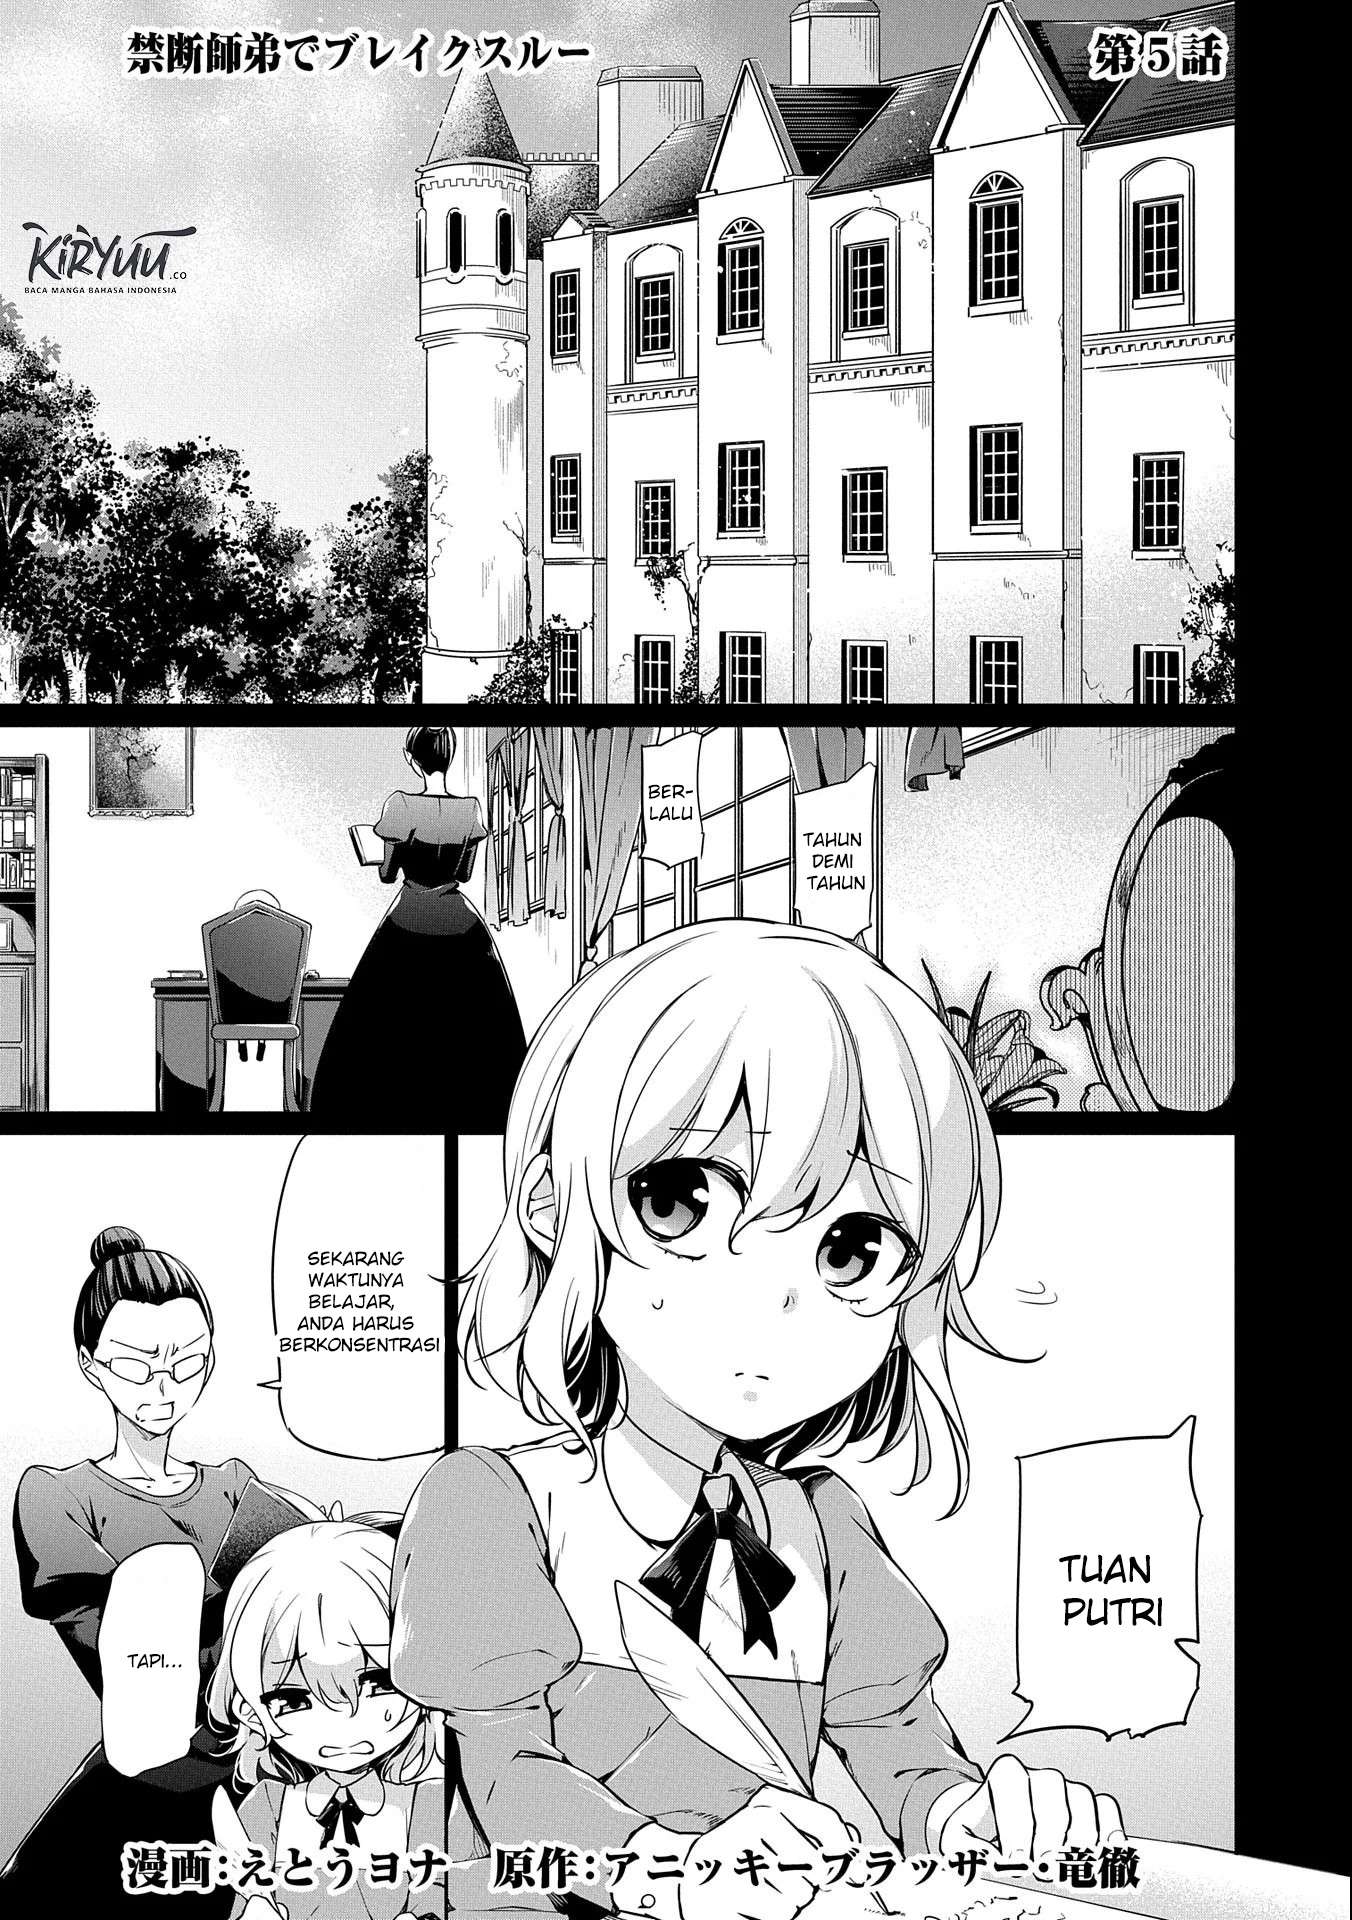 禁断師弟でブレイクスルー
第5話
KiRYUU.co
BACA MANGA BAHASA INDONESIA
TAHUN
DEMI
TAHUN
BER-
LALU
TUAN
PUTRI
SEKARANG
WAKTUNYA
BELAJAR,
ANDA HARUS
BERKONSENTRASI
TAPI...
漫画:えとうヨナ 原作:アニッキーブラッザー・竜徹